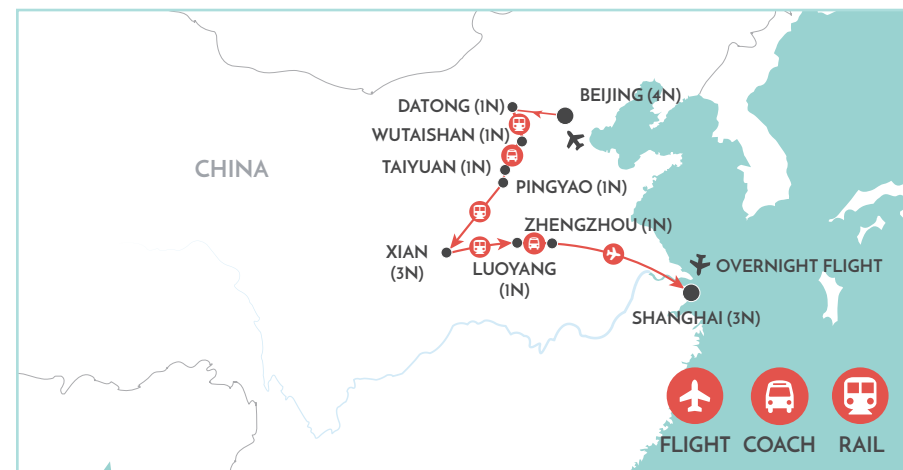 BEIJING (4N)
DATONG (1N)
WUTAISHAN (1N)
TAIYUAN (1N)
PINGYAO (1N)
CHINA
ZHENGZHOU (1N)
XIAN
(3N)
LUOYANG
(1N)
OVERNIGHT FLIGHT
SHANGHAI (3N)
FLIGHT
COACH
RAIL